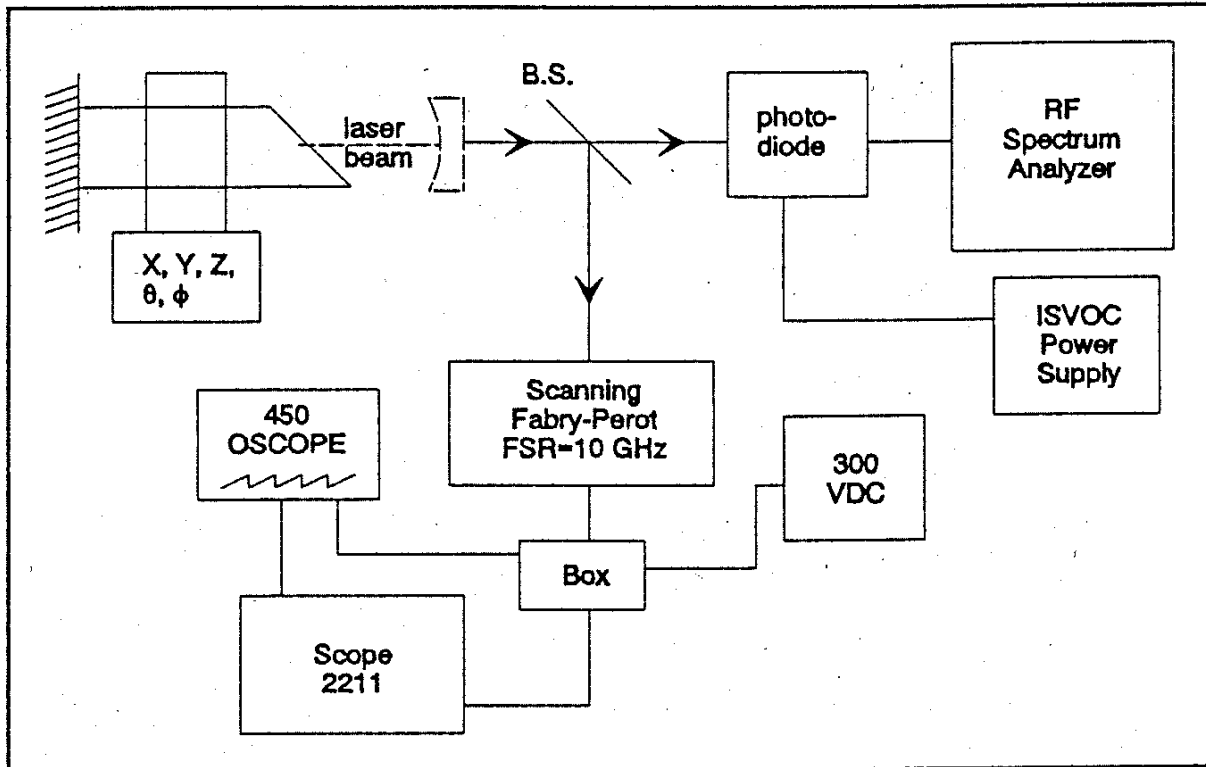 B.S.
laser
beam
photo-
diode
RF
Spectrum
Analyzer
X, Y, Z,
θ, ϕ
ISVOC
Power
Supply
Scanning
Fabry-Perot
FSR=10 GHz
450
OSCOPE
300
VDC
Box
Scope
2211